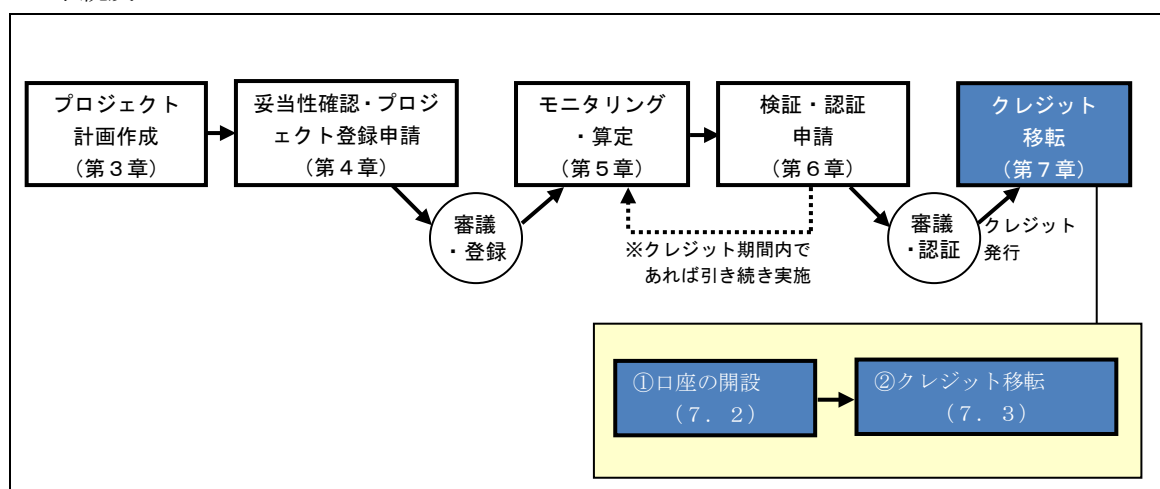 プロジェクト
計画作成
（第３章）
妥当性確認・プロジ
ェクト登録申請
（第４章）
審議
・登録
モニタリング
・算定
（第５章）
検証・認証
申請
（第６章）
※クレジット期間内で
あれば引き続き実施
審議
・認証
クレジット
発行
クレジット
移転
（第７章）
①口座の開設
（７．２）
②クレジット移転
（７．３）